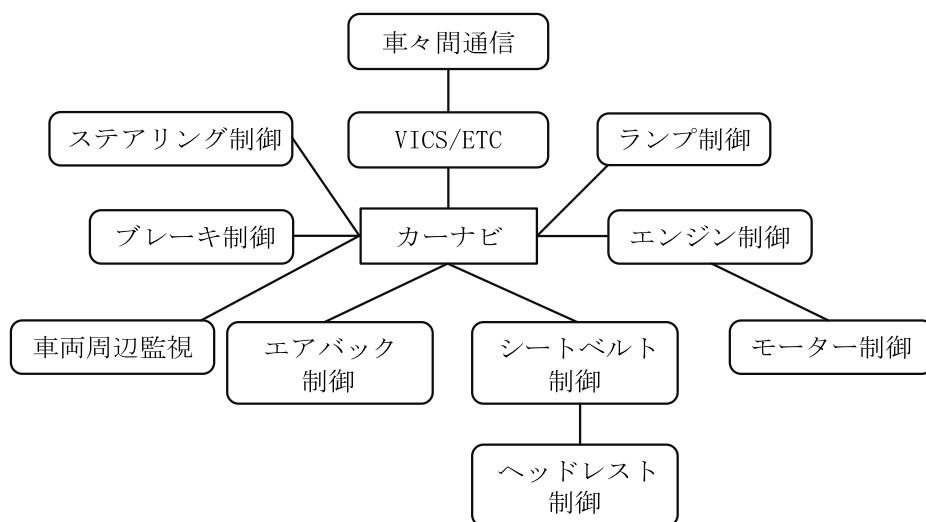 車々間通信
ステアリング制御
VICS/ETC
ランプ制御
ブレーキ制御
カーナビ
エンジン制御
車両周辺監視
エアバック
制御
シートベルト
制御
モーター制御
ヘッドレスト
制御